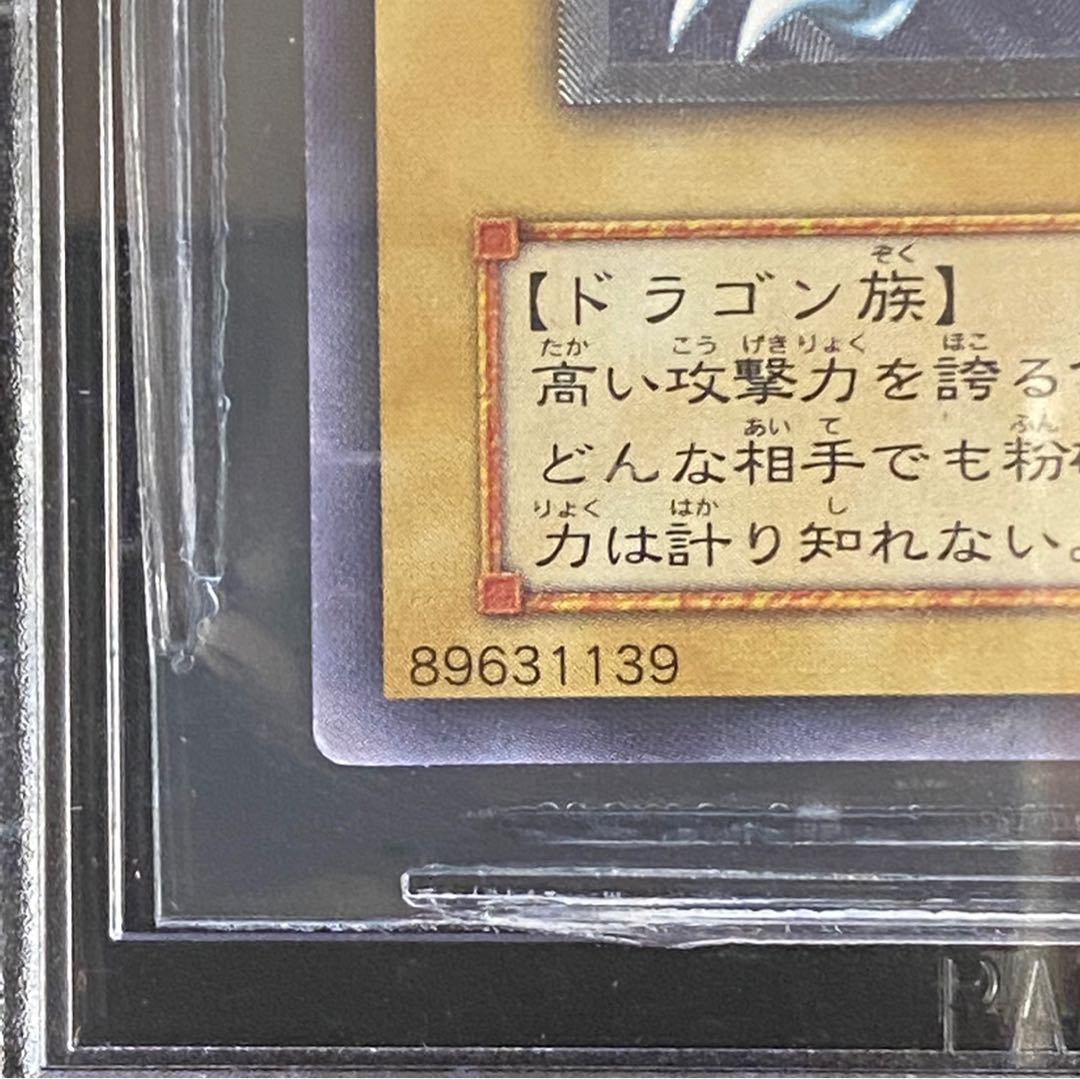 【ドラゴン族】
高い攻撃力を誇る
どんな相手でも粉
力は計り知れない。
89631139